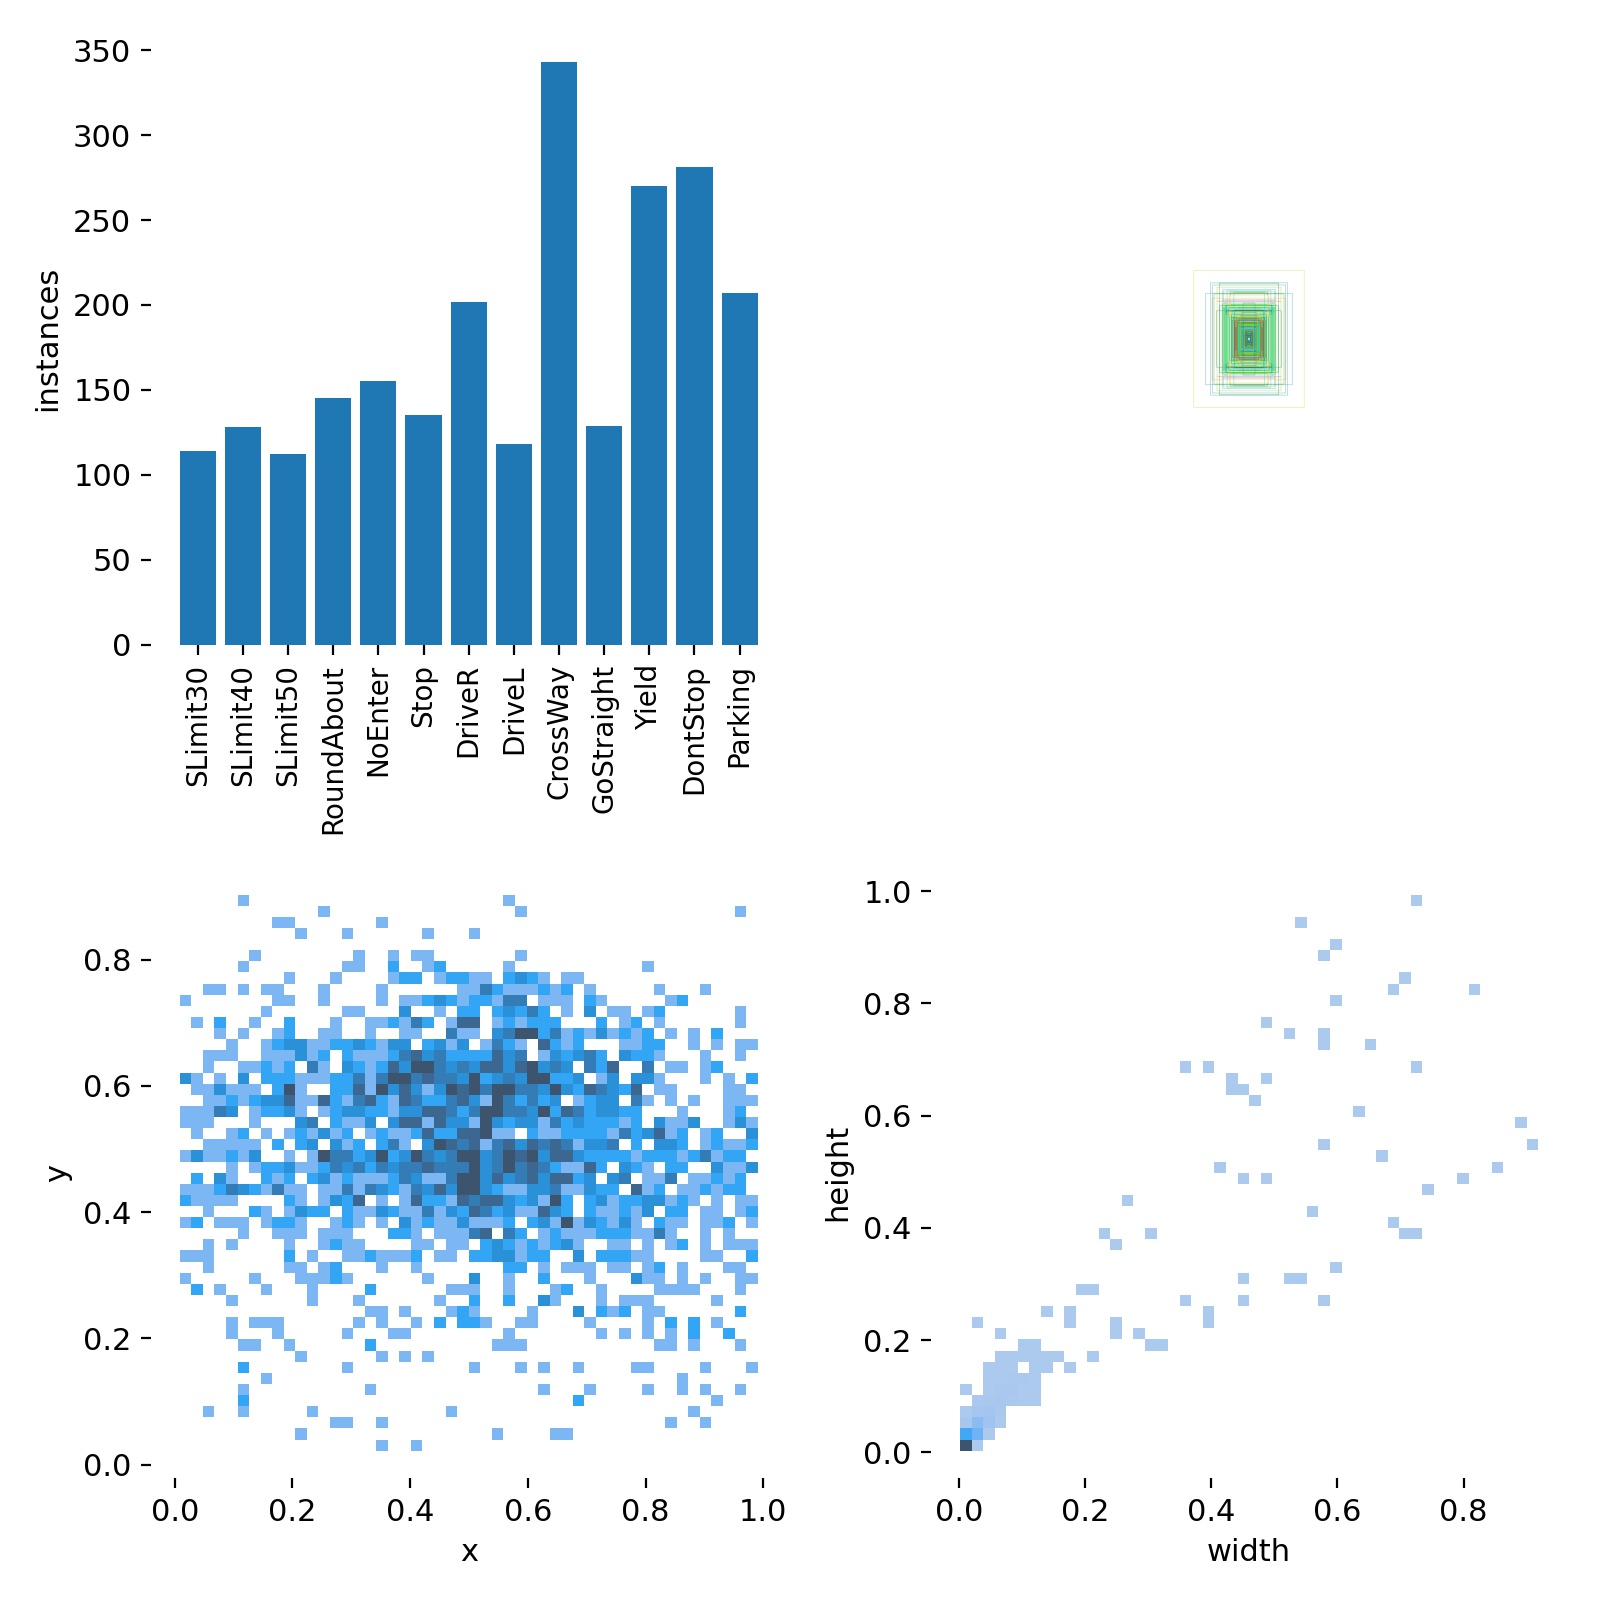 350
300
250
200
150
100
50
0
instances
SLimit30
SLimit40
SLimit50
RoundAbout
NoEnter
Stop
DriveR
DriveL
CrossWay
GoStraight
Yield
DontStop
Parking
0.8
0.6
0.4
0.2
0.0
y
0.0 0.2 0.4 0.6 0.8 1.0
x
1.0
0.8
0.6
0.4
0.2
0.0
height
0.0 0.2 0.4 0.6 0.8
width